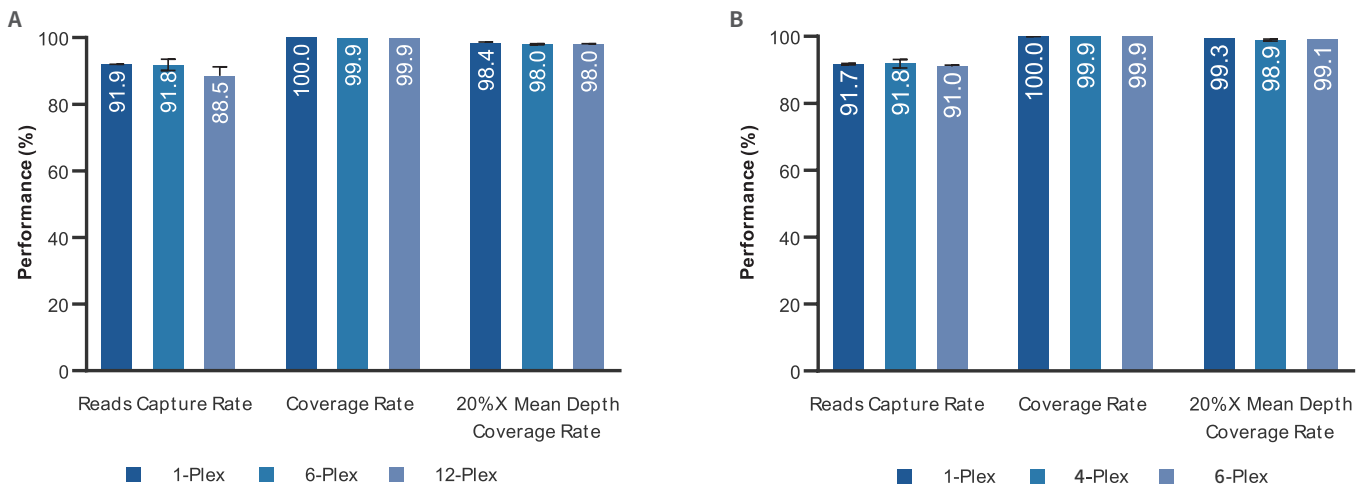 A
Performance (%)
100
80
60
40
20
0
91.9
91.8
88.5
100.0
99.9
99.9
98.4
98.0
98.0
Reads Capture Rate
Coverage Rate
20%X Mean Depth
Coverage Rate
1-Plex
6-Plex
12-Plex
B
Performance (%)
100
80
60
40
20
0
91.7
91.8
91.0
100.0
99.9
99.9
99.3
98.9
99.1
Reads Capture Rate
Coverage Rate
20%X Mean Depth
Coverage Rate
1-Plex
4-Plex
6-Plex